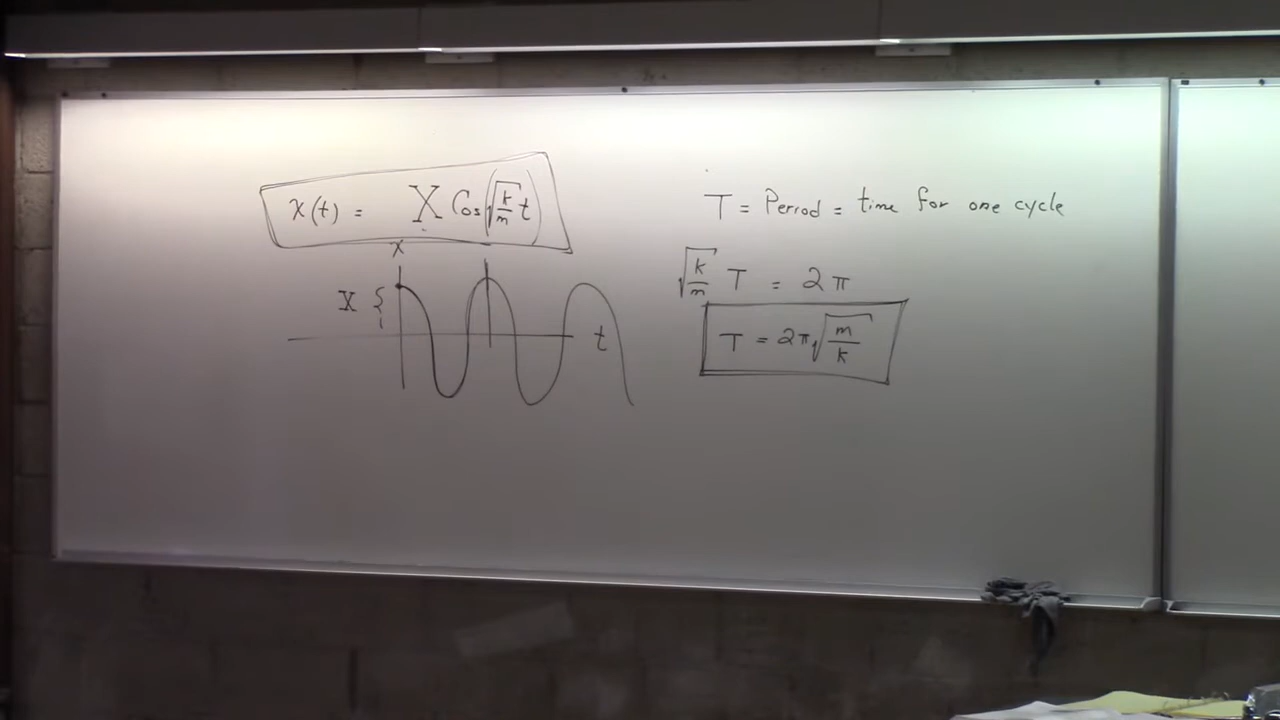 x(t) = X Cos(√(k/m) t)
x
X {
t
T = Period = time for one cycle
√(k/m) T = 2π
T = 2π√(m/k)